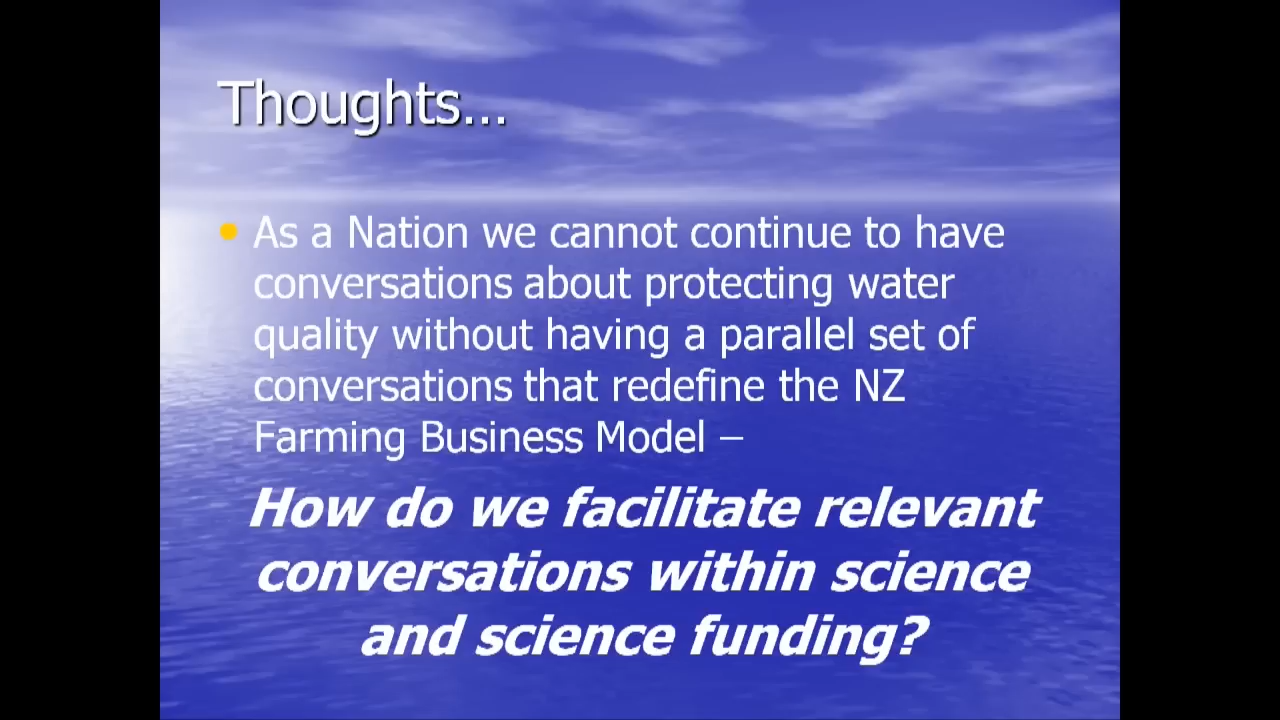 Thoughts...
• As a Nation we cannot continue to have
conversations about protecting water
quality without having a parallel set of
conversations that redefine the NZ
Farming Business Model –
How do we facilitate relevant
conversations within science
and science funding?